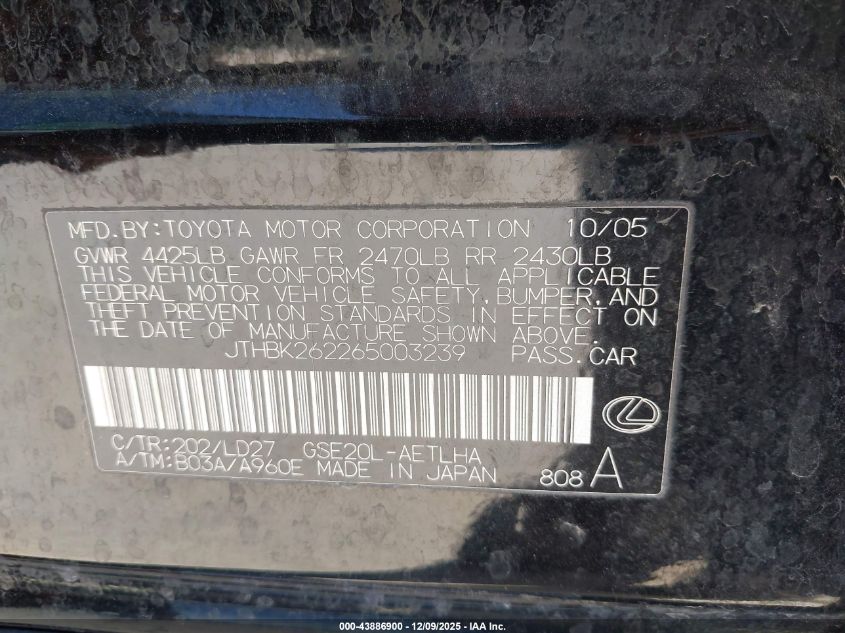 MFD.BY:TOYOTA MOTOR CORPORATION 10/05
GVWR 4425LB GAWR FR 2470LB RR 2430LB
THIS VEHICLE CONFORMS TO ALL APPLICABLE
FEDERAL MOTOR VEHICLE SAFETY,BUMPER,AND
THEFT PREVENTION STANDARDS IN EFFECT ON
THE DATE OF MANUFACTURE SHOWN ABOVE.
JTHBK262265003239 PASS.CAR
C/TR:202/LD27 GSE20L-AETLHA
A/TM:B03A/A960E MADE IN JAPAN 808 A
000-43886900 - 12/09/2025 - IAA Inc.